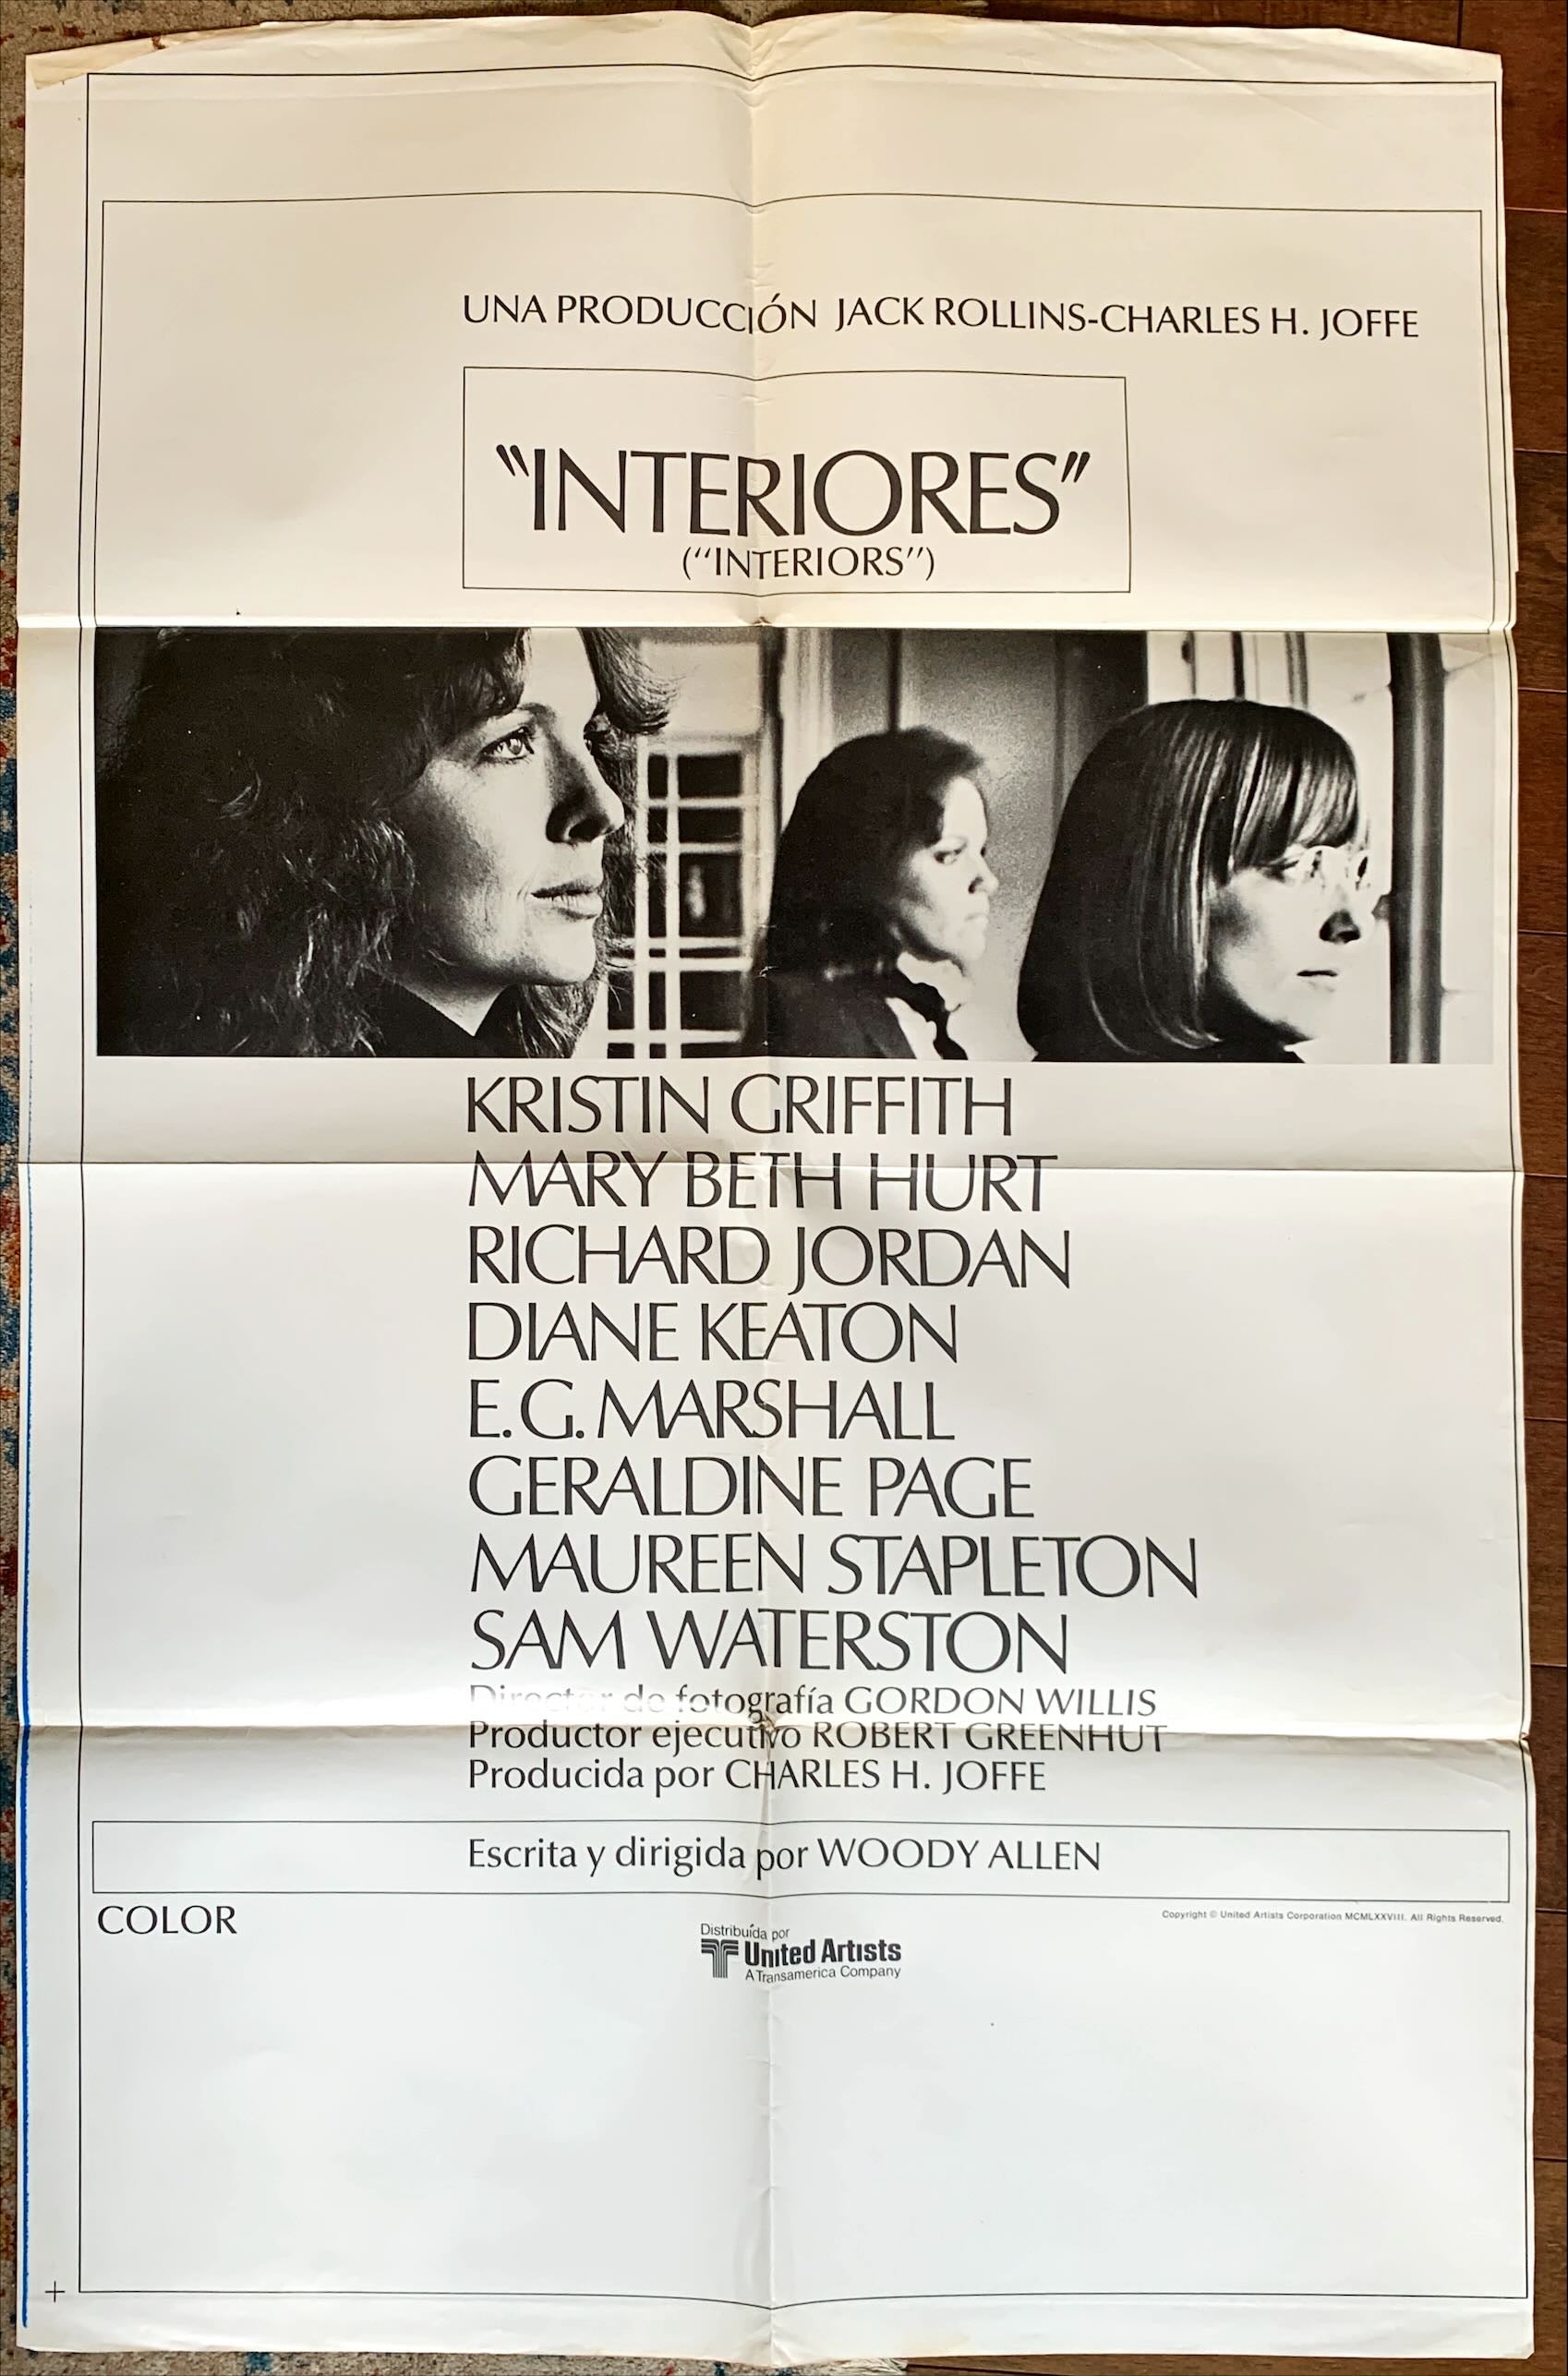 UNA PRODUCCIÓN JACK ROLLINS-CHARLES H. JOFFE
"INTERIORES"
("INTERIORS")
KRISTIN GRIFFITH
MARY BETH HURT
RICHARD JORDAN
DIANE KEATON
E.G. MARSHALL
GERALDINE PAGE
MAUREEN STAPLETON
SAM WATERSTON
Director de fotografía GORDON WILLIS
Productor ejecutivo ROBERT GREENHUT
Producida por CHARLES H. JOFFE
Escrita y dirigida por WOODY ALLEN
COLOR
Copyright © United Artists Corporation MCMLXXVIII. All Rights Reserved.
Distribuída por
United Artists
A Transamerica Company